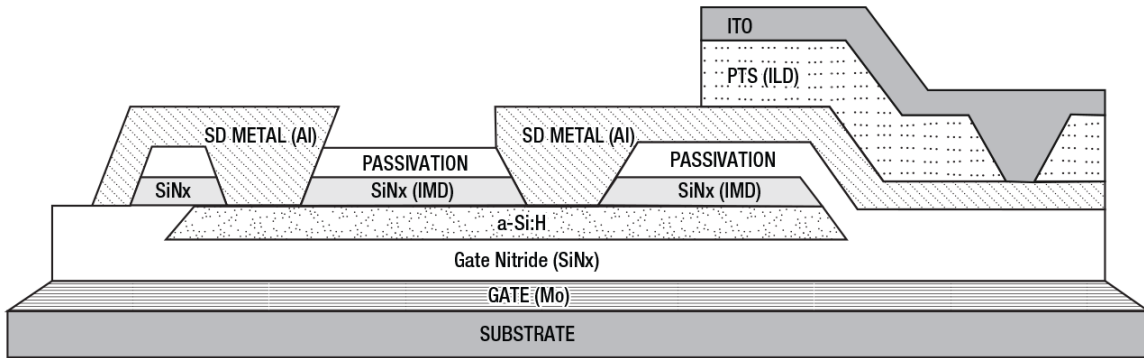 ITO
PTS (ILD)
SD METAL (Al)
SD METAL (Al)
PASSIVATION
PASSIVATION
SiNx
SiNx (IMD)
SiNx (IMD)
a-Si:H
Gate Nitride (SiNx)
GATE (Mo)
SUBSTRATE